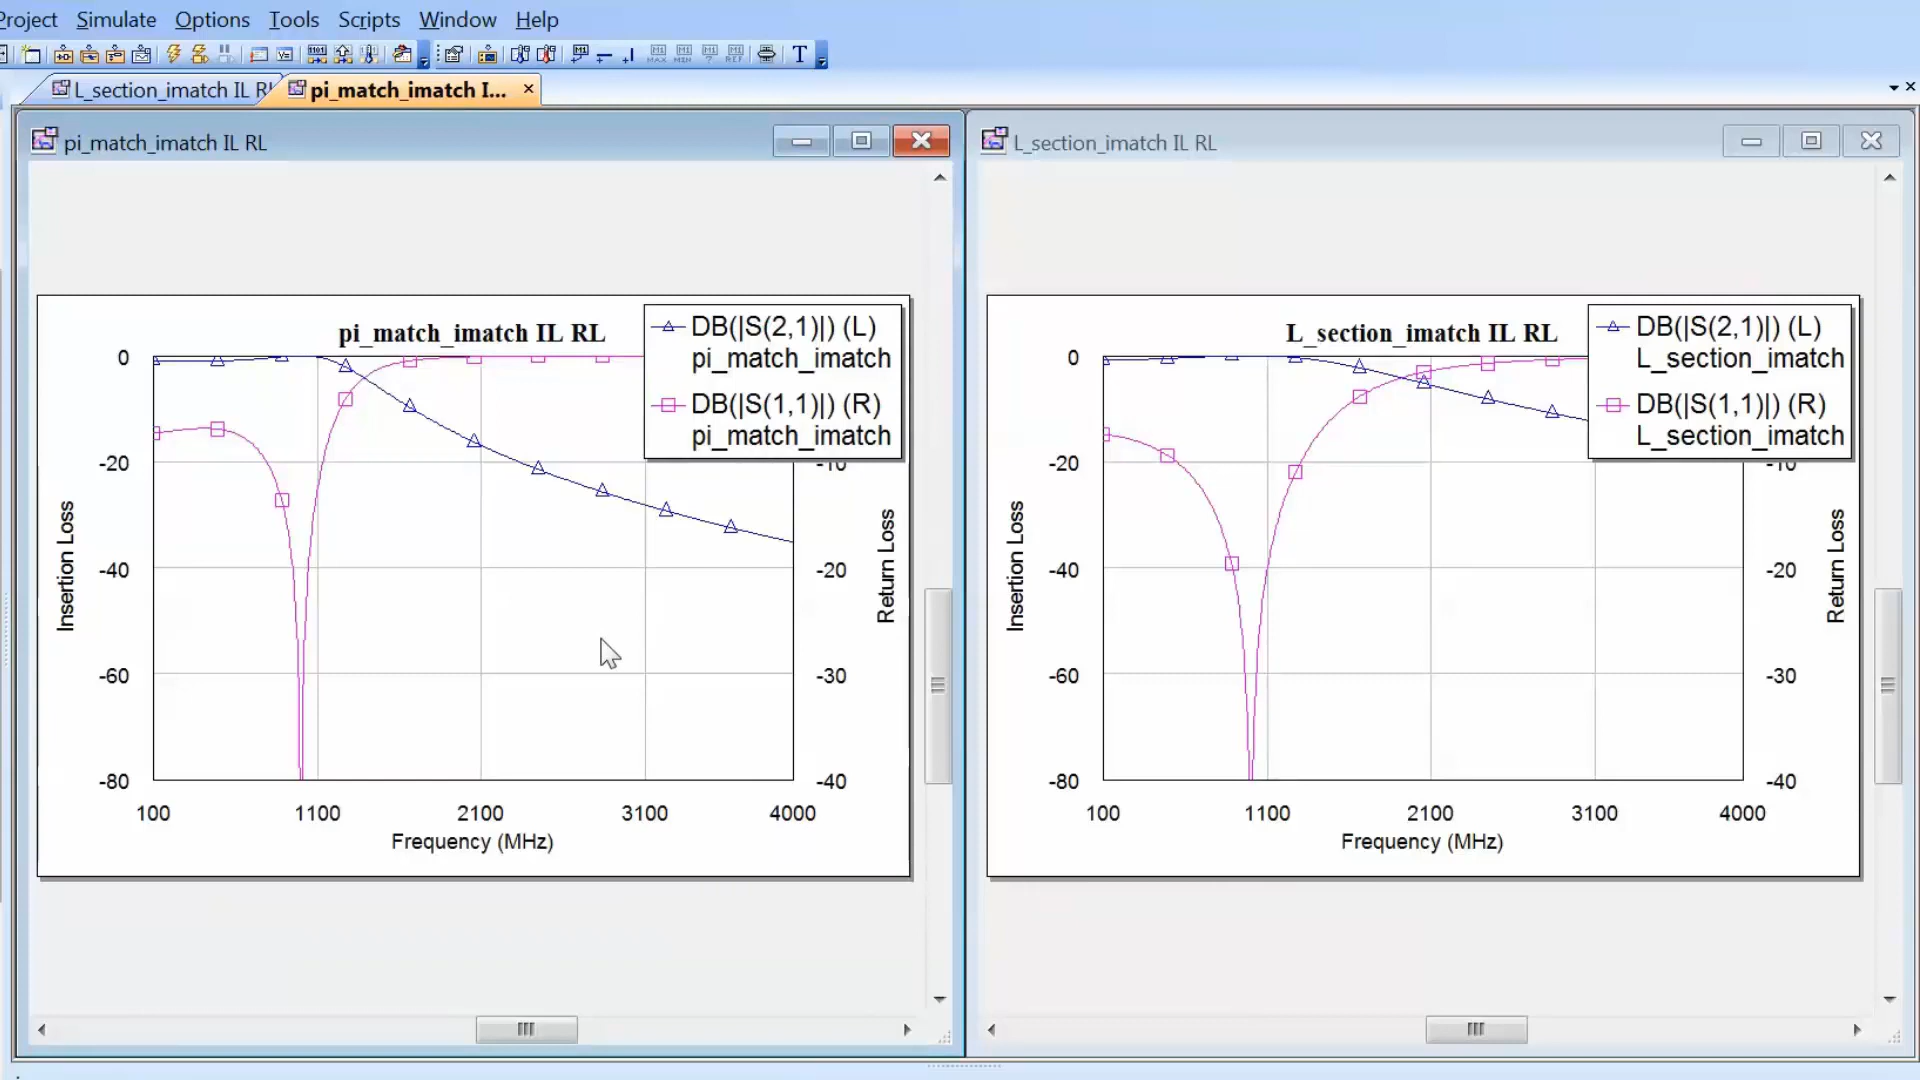 Project Simulate Options Tools Scripts Window Help
L_section_imatch IL RL
pi_match_imatch I...
pi_match_imatch IL RL
pi_match_imatch IL RL
DB(|S(2,1)|) (L)
pi_match_imatch
DB(|S(1,1)|) (R)
pi_match_imatch
0
-20
-40
-60
-80
Insertion Loss
-10
-20
-30
-40
Return Loss
100 1100 2100 3100 4000
Frequency (MHz)
L_section_imatch IL RL
L_section_imatch IL RL
DB(|S(2,1)|) (L)
L_section_imatch
DB(|S(1,1)|) (R)
L_section_imatch
0
-20
-40
-60
-80
Insertion Loss
-10
-20
-30
-40
Return Loss
100 1100 2100 3100 4000
Frequency (MHz)